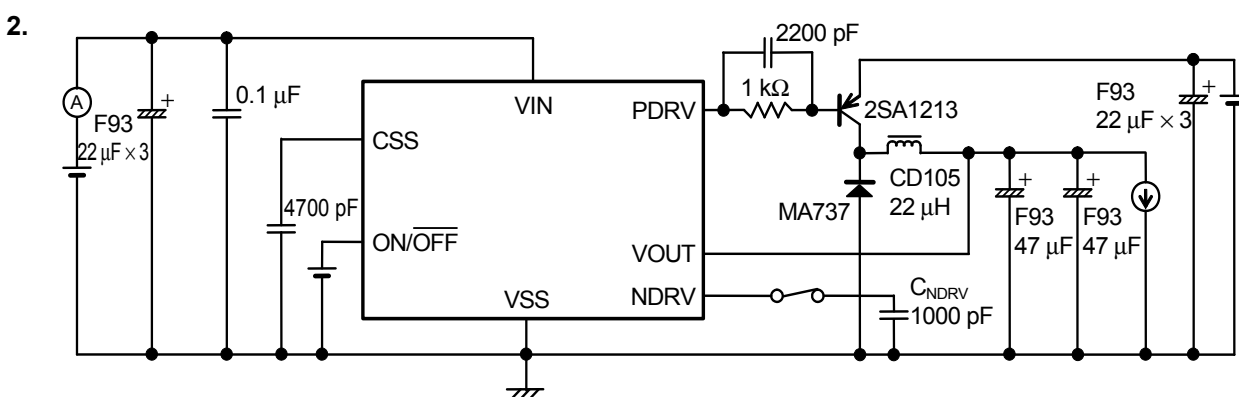 2.
2200 pF
A
F93
22 μF × 3
+
0.1 μF
VIN
PDRV
1 kΩ
2SA1213
F93
22 μF × 3
+
CSS
4700 pF
ON/OFF
CD105
22 μH
MA737
+
F93
47 μF
+
F93
47 μF
VOUT
NDRV
VSS
CNDRV
1000 pF